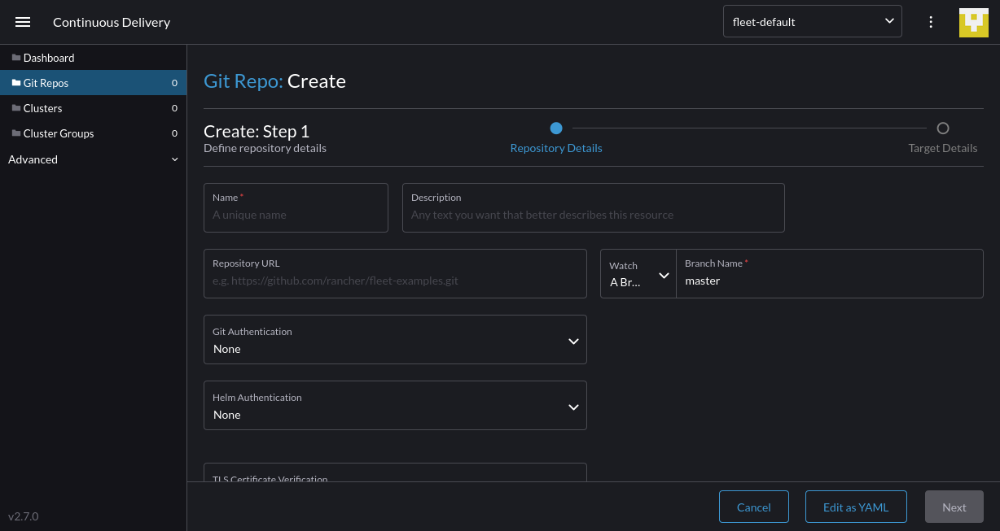 Continuous Delivery
fleet-default
Dashboard
Git Repos 0
Clusters 0
Cluster Groups 0
Advanced
v2.7.0
Git Repo: Create
Create: Step 1
Define repository details
Repository Details
Target Details
Name *
A unique name
Description
Any text you want that better describes this resource
Repository URL
e.g. https://github.com/rancher/fleet-examples.git
Watch
A Br...
Branch Name *
master
Git Authentication
None
Helm Authentication
None
TLS Certificate Verification
Cancel
Edit as YAML
Next